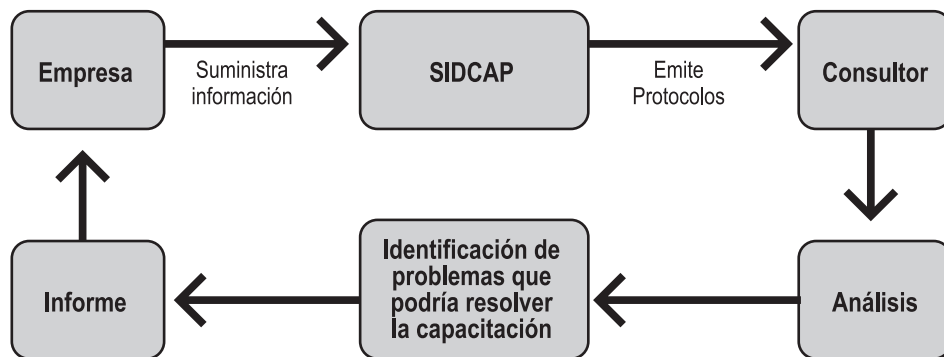 Empresa
Suministra
información
SIDCAP
Emite
Protocolos
Consultor
Informe
Identificación de
problemas que
podría resolver
la capacitación
Análisis